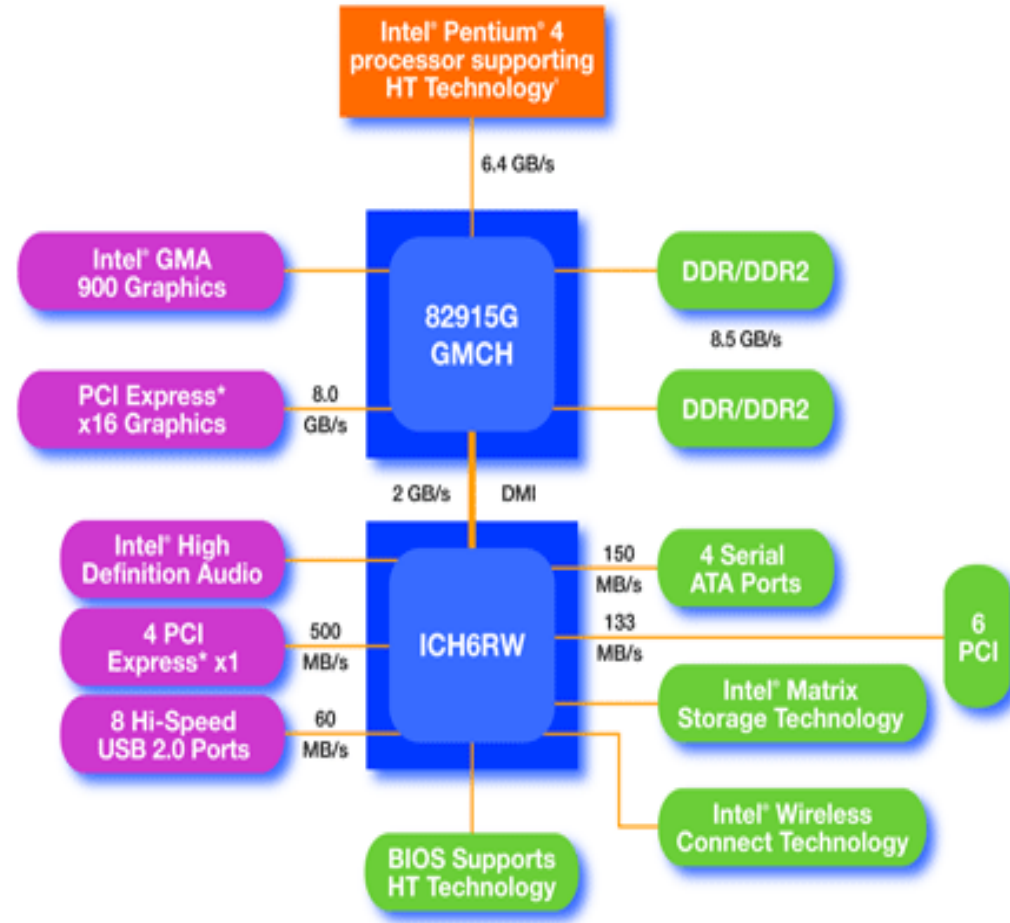 Intel® Pentium® 4
processor supporting
HT Technology¹
6.4 GB/s
Intel® GMA
900 Graphics
82915G
GMCH
DDR/DDR2
8.5 GB/s
PCI Express*
x16 Graphics
8.0
GB/s
DDR/DDR2
2 GB/s
DMI
Intel® High
Definition Audio
150
MB/s
4 Serial
ATA Ports
4 PCI
Express* x1
500
MB/s
ICH6RW
133
MB/s
6
PCI
8 Hi-Speed
USB 2.0 Ports
60
MB/s
Intel® Matrix
Storage Technology
Intel® Wireless
Connect Technology
BIOS Supports
HT Technology